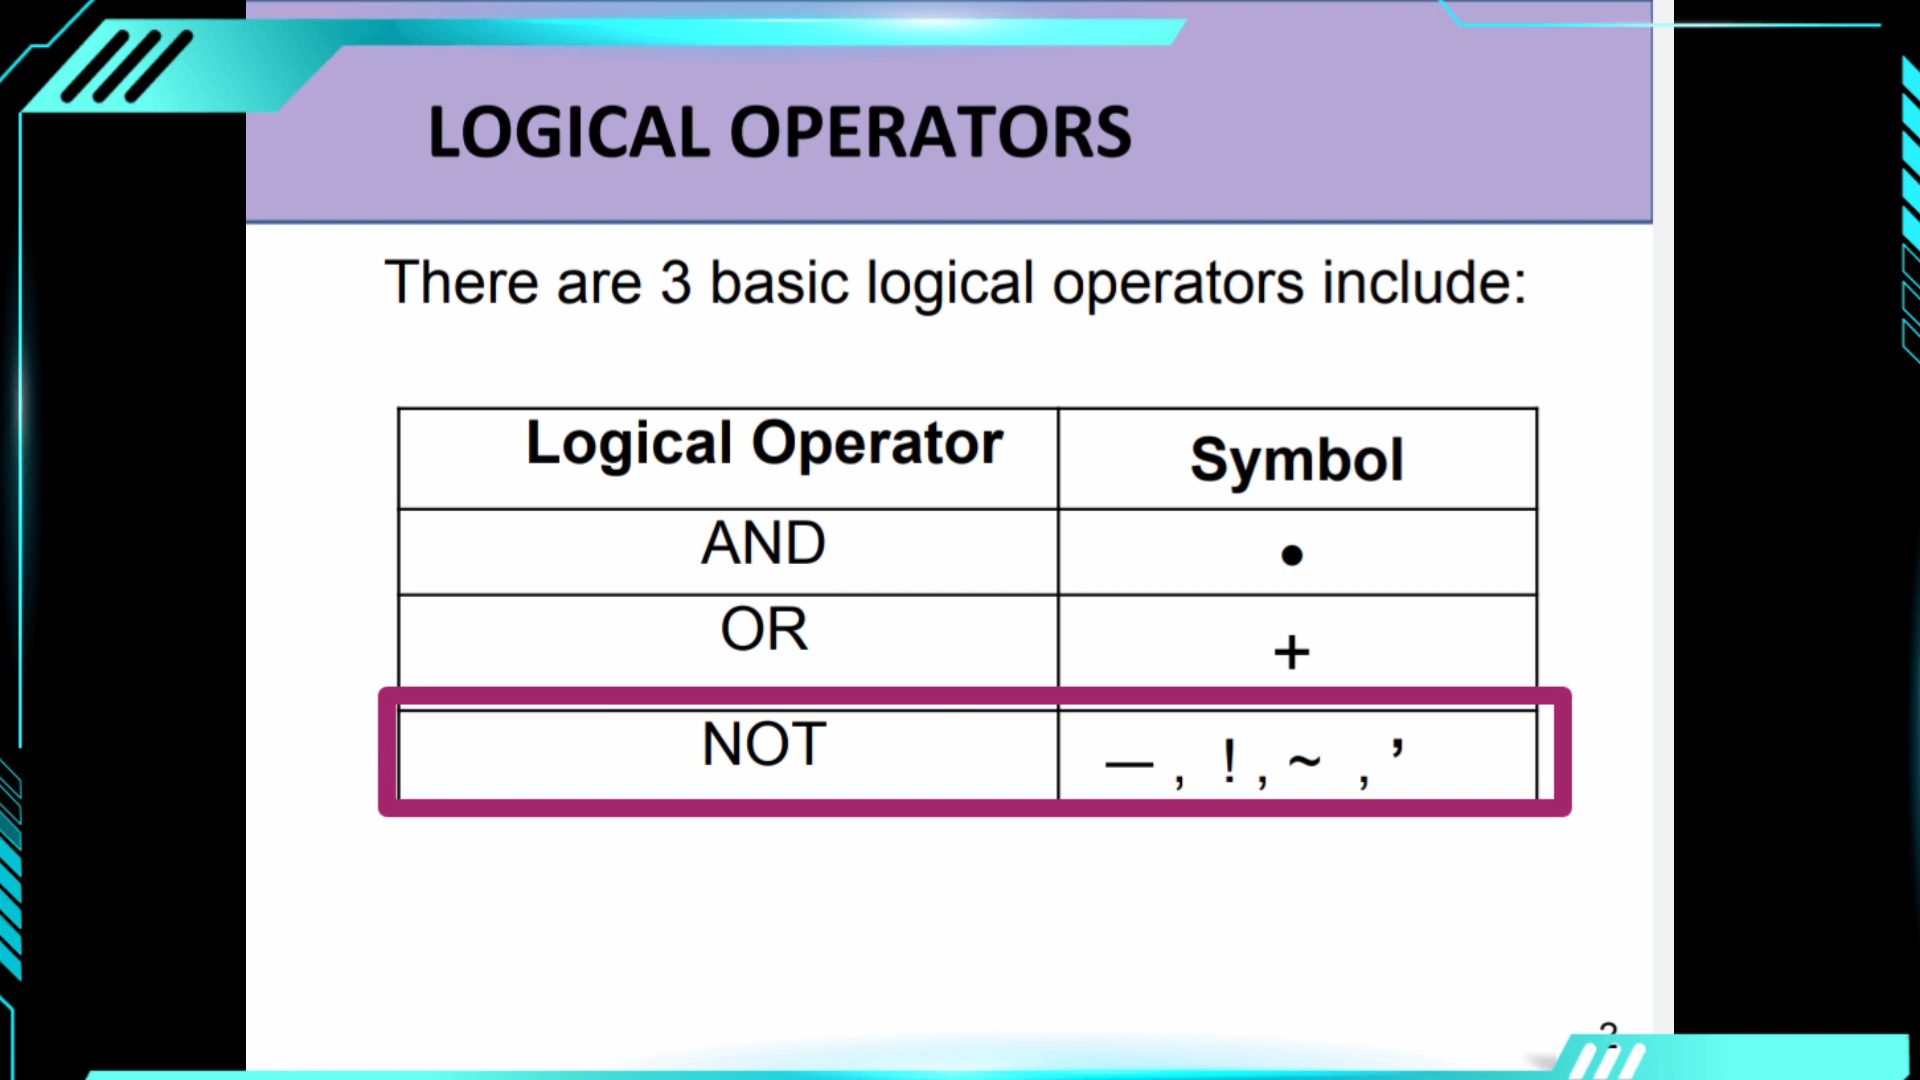 LOGICAL OPERATORS
There are 3 basic logical operators include:
Logical Operator Symbol
AND •
OR +
NOT — , ! , ~ , ’